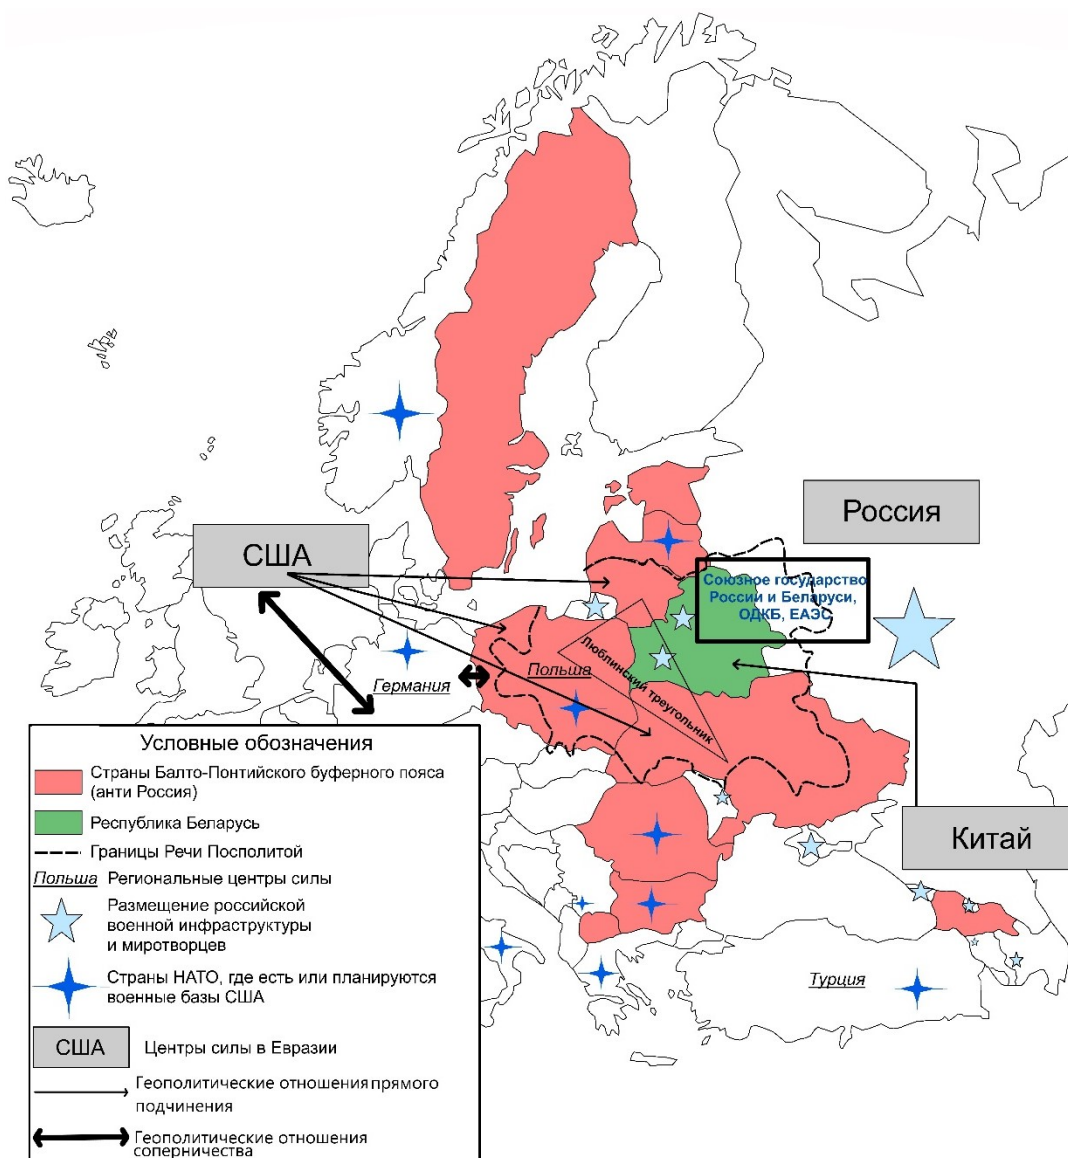 США
Россия
Союзное государство
России и Беларуси,
ОДКБ, ЕАЭС
Польша
Германия
Люблинский треугольник
Китай
Турция
Условные обозначения
Страны Балто-Понтийского буферного пояса
(анти Россия)
Республика Беларусь
Границы Речи Посполитой
Польша Региональные центры силы
Размещение российской
военной инфраструктуры
и миротворцев
Страны НАТО, где есть или планируются
военные базы США
США Центры силы в Евразии
Геополитические отношения прямого
подчинения
Геополитические отношения
соперничества